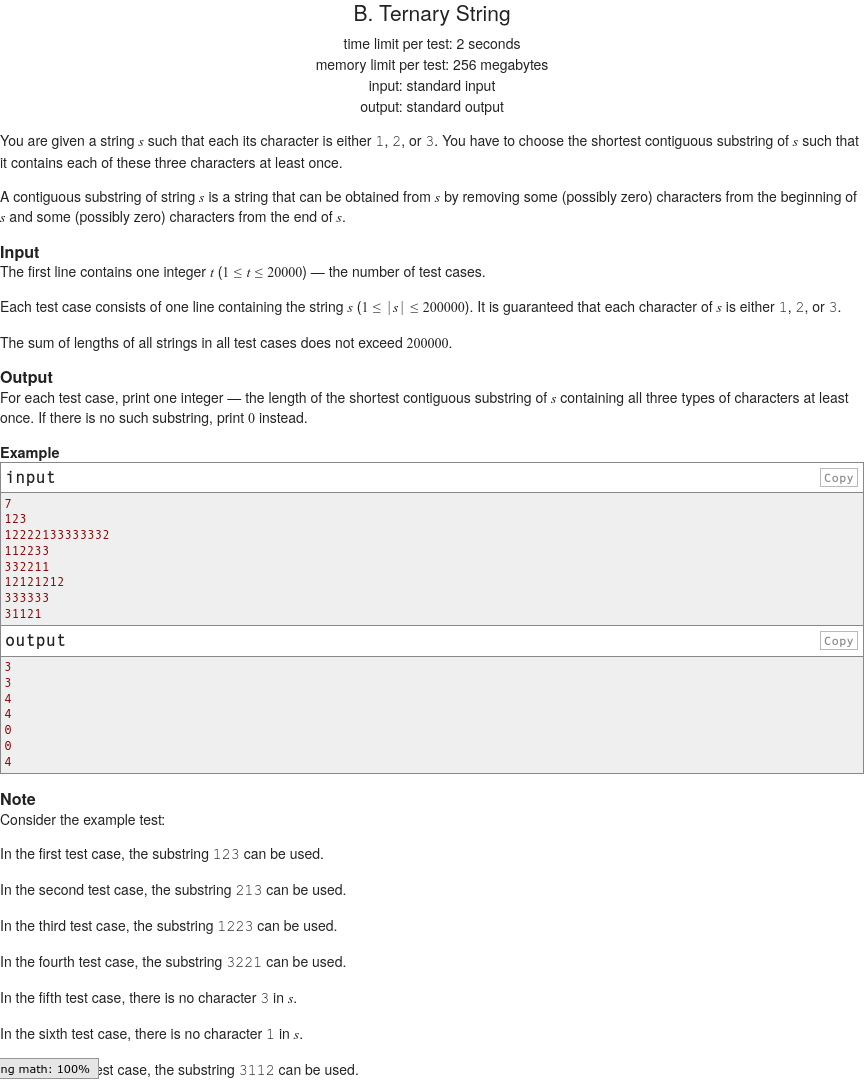 B. Ternary String
time limit per test: 2 seconds
memory limit per test: 256 megabytes
input: standard input
output: standard output
You are given a string s such that each its character is either 1, 2, or 3. You have to choose the shortest contiguous substring of s such that
it contains each of these three characters at least once.
A contiguous substring of string s is a string that can be obtained from s by removing some (possibly zero) characters from the beginning of
s and some (possibly zero) characters from the end of s.
Input
The first line contains one integer t (1 ≤ t ≤ 20000) — the number of test cases.
Each test case consists of one line containing the string s (1 ≤ |s| ≤ 200000). It is guaranteed that each character of s is either 1, 2, or 3.
The sum of lengths of all strings in all test cases does not exceed 200000.
Output
For each test case, print one integer — the length of the shortest contiguous substring of s containing all three types of characters at least
once. If there is no such substring, print 0 instead.
Example
input Copy
7
123
12222133333332
112233
332211
12121212
333333
31121
output Copy
3
3
4
4
0
0
4
Note
Consider the example test:
In the first test case, the substring 123 can be used.
In the second test case, the substring 213 can be used.
In the third test case, the substring 1223 can be used.
In the fourth test case, the substring 3221 can be used.
In the fifth test case, there is no character 3 in s.
In the sixth test case, there is no character 1 in s.
ng math: 100% est case, the substring 3112 can be used.